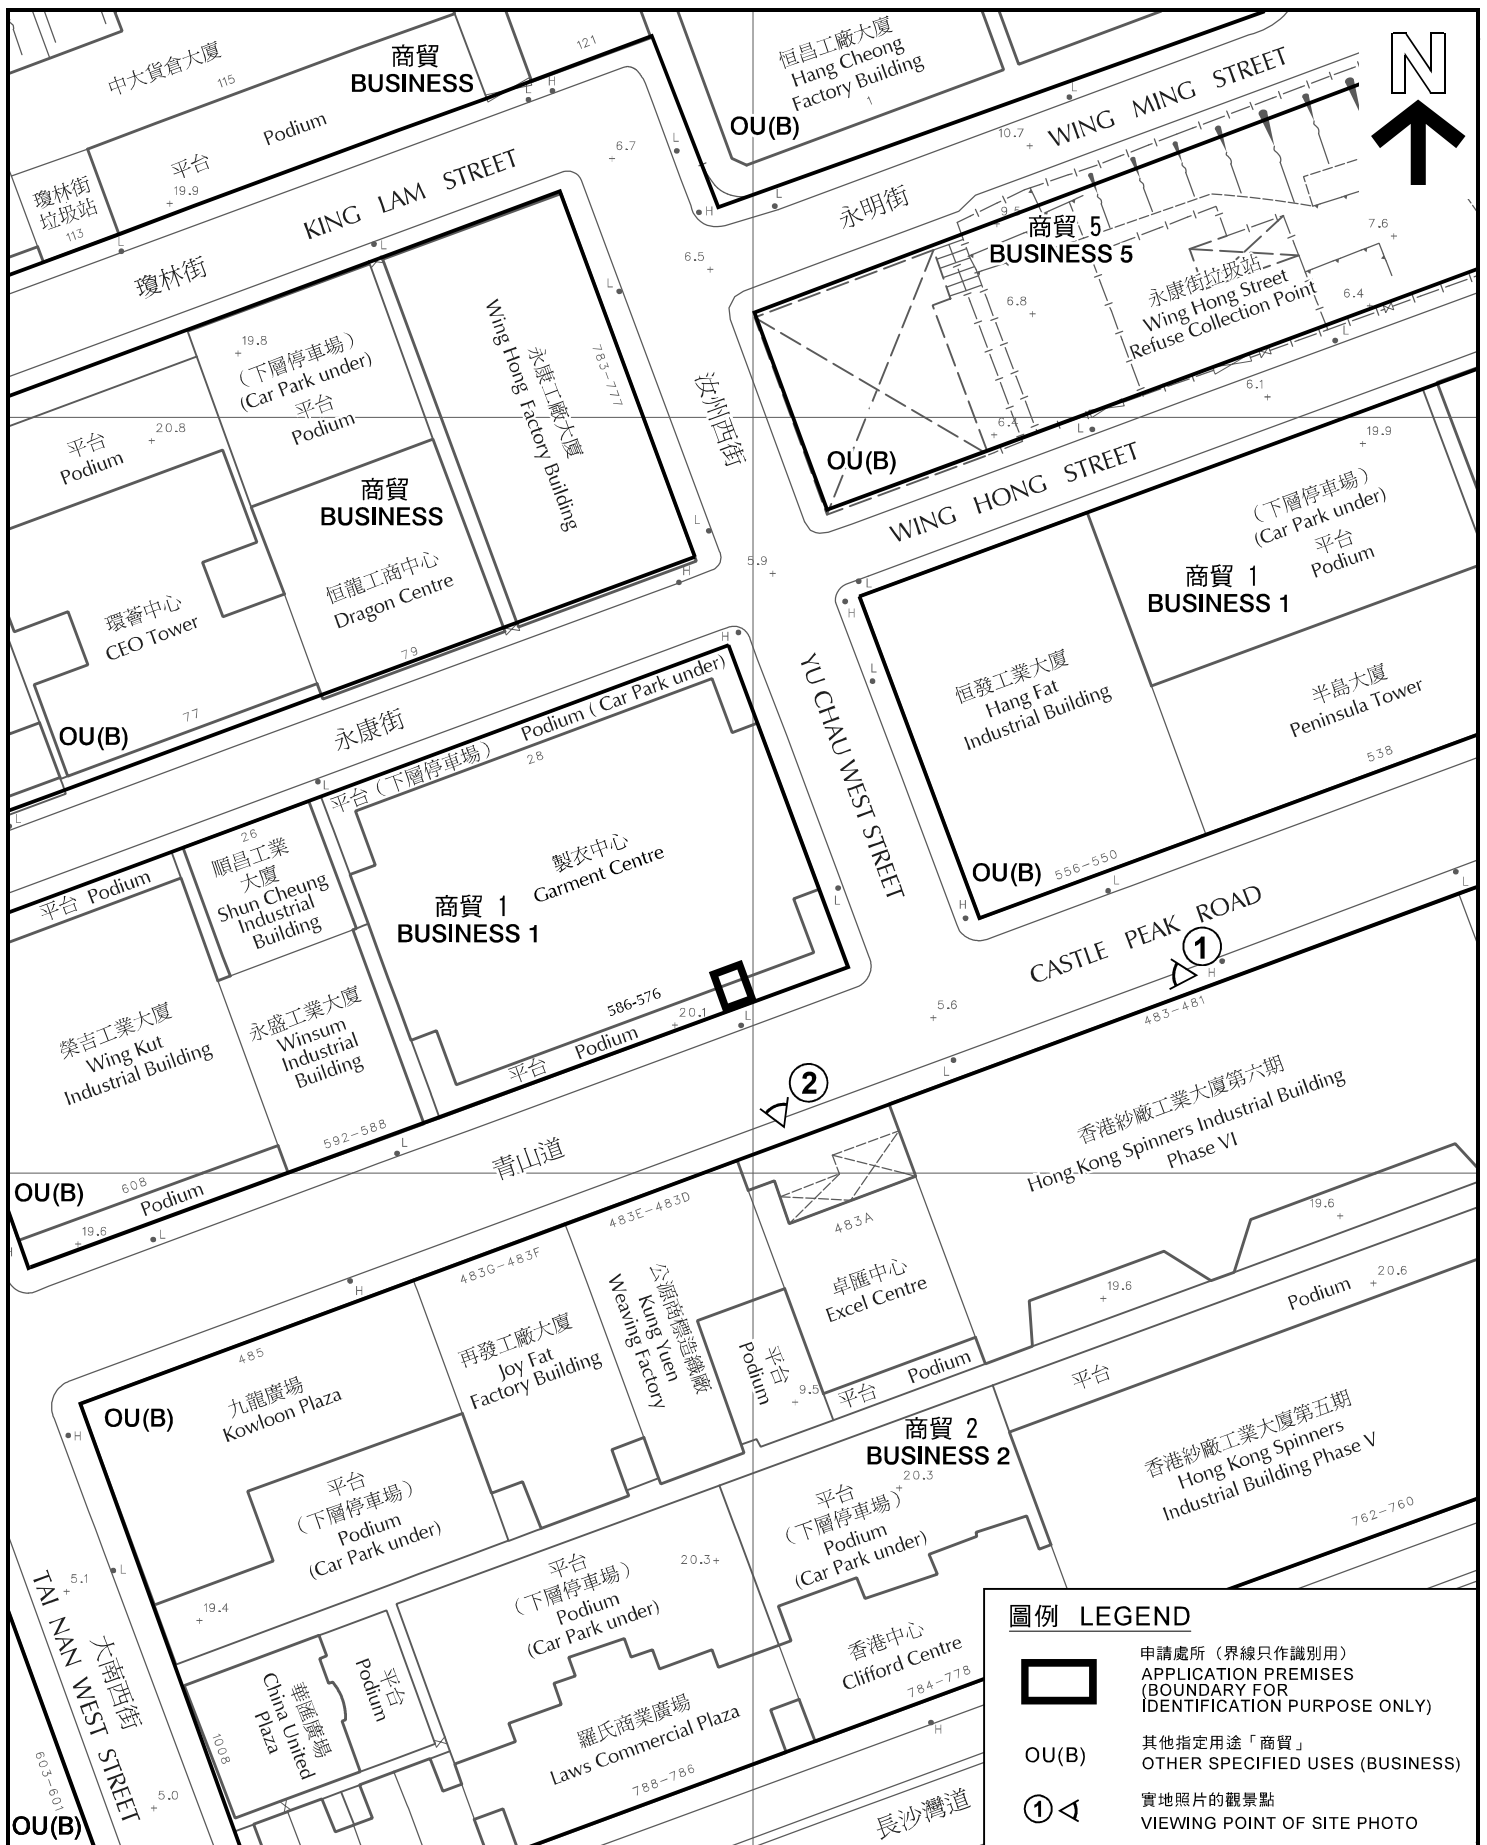 中大貨倉大廈
115
商貿
BUSINESS
121
平台
Podium
19.9
瓊林街
垃圾站
113
恒昌工廠大廈
Hang Cheong
Factory Building
1
OU(B)
N
10.7
WING MING STREET
永明街
6.7
KING LAM STREET
瓊林街
6.5
9.5
商貿 5
BUSINESS 5
7.6
6.8
永康街垃圾站
Wing Hong Street
Refuse Collection Point
6.4
6.1
6.4
OU(B)
19.8
(下層停車場)
(Car Park under)
平台
Podium
永康工廠大廈
Wing Hong Factory Building
783-777
汝州西街
平台
Podium
20.8
商貿
BUSINESS
恒龍工商中心
Dragon Centre
79
環薈中心
CEO Tower
77
OU(B)
永康街
5.9
WING HONG STREET
19.9
(下層停車場)
(Car Park under)
平台
Podium
商貿 1
BUSINESS 1
恒發工業大廈
Hang Fat
Industrial Building
半島大廈
Peninsula Tower
538
OU(B)
556-550
YU CHAU WEST STREET
平台 (下層停車場)
Podium ( Car Park under)
28
製衣中心
Garment Centre
商貿 1
BUSINESS 1
26
順昌工業
大廈
Shun Cheung
Industrial
Building
平台 Podium
榮吉工業大廈
Wing Kut
Industrial Building
永盛工業大廈
Winsum
Industrial
Building
586-576
20.1
平台 Podium
592-588
OU(B)
608
Podium
19.6
CASTLE PEAK ROAD
青山道
1
2
5.6
483-481
香港紗廠工業大廈第六期
Hong Kong Spinners Industrial Building
Phase VI
19.6
19.6
20.6
Podium
平台
483A
卓匯中心
Excel Centre
平台 Podium
483E-483D
公源商標造織廠
Kung Yuen
Weaving Factory
平台
Podium
9.5
483G-483F
再發工廠大廈
Joy Fat
Factory Building
485
九龍廣場
Kowloon Plaza
OU(B)
平台
(下層停車場)
Podium
(Car Park under)
19.4
商貿 2
BUSINESS 2
20.3
平台
(下層停車場)
Podium
(Car Park under)
香港紗廠工業大廈第五期
Hong Kong Spinners
Industrial Building Phase V
762-760
20.3
平台
(下層停車場)
Podium
(Car Park under)
香港中心
Clifford Centre
784-778
羅氏商業廣場
Laws Commercial Plaza
788-786
華匯廣場
China United
Plaza
平台
Podium
1008
5.1
大南西街
TAI NAN WEST STREET
603-601
5.0
OU(B)
長沙灣道
圖例 LEGEND
申請處所(界線只作識別用)
APPLICATION PREMISES
(BOUNDARY FOR
IDENTIFICATION PURPOSE ONLY)
OU(B)
其他指定用途「商貿」
OTHER SPECIFIED USES (BUSINESS)
1
實地照片的觀景點
VIEWING POINT OF SITE PHOTO